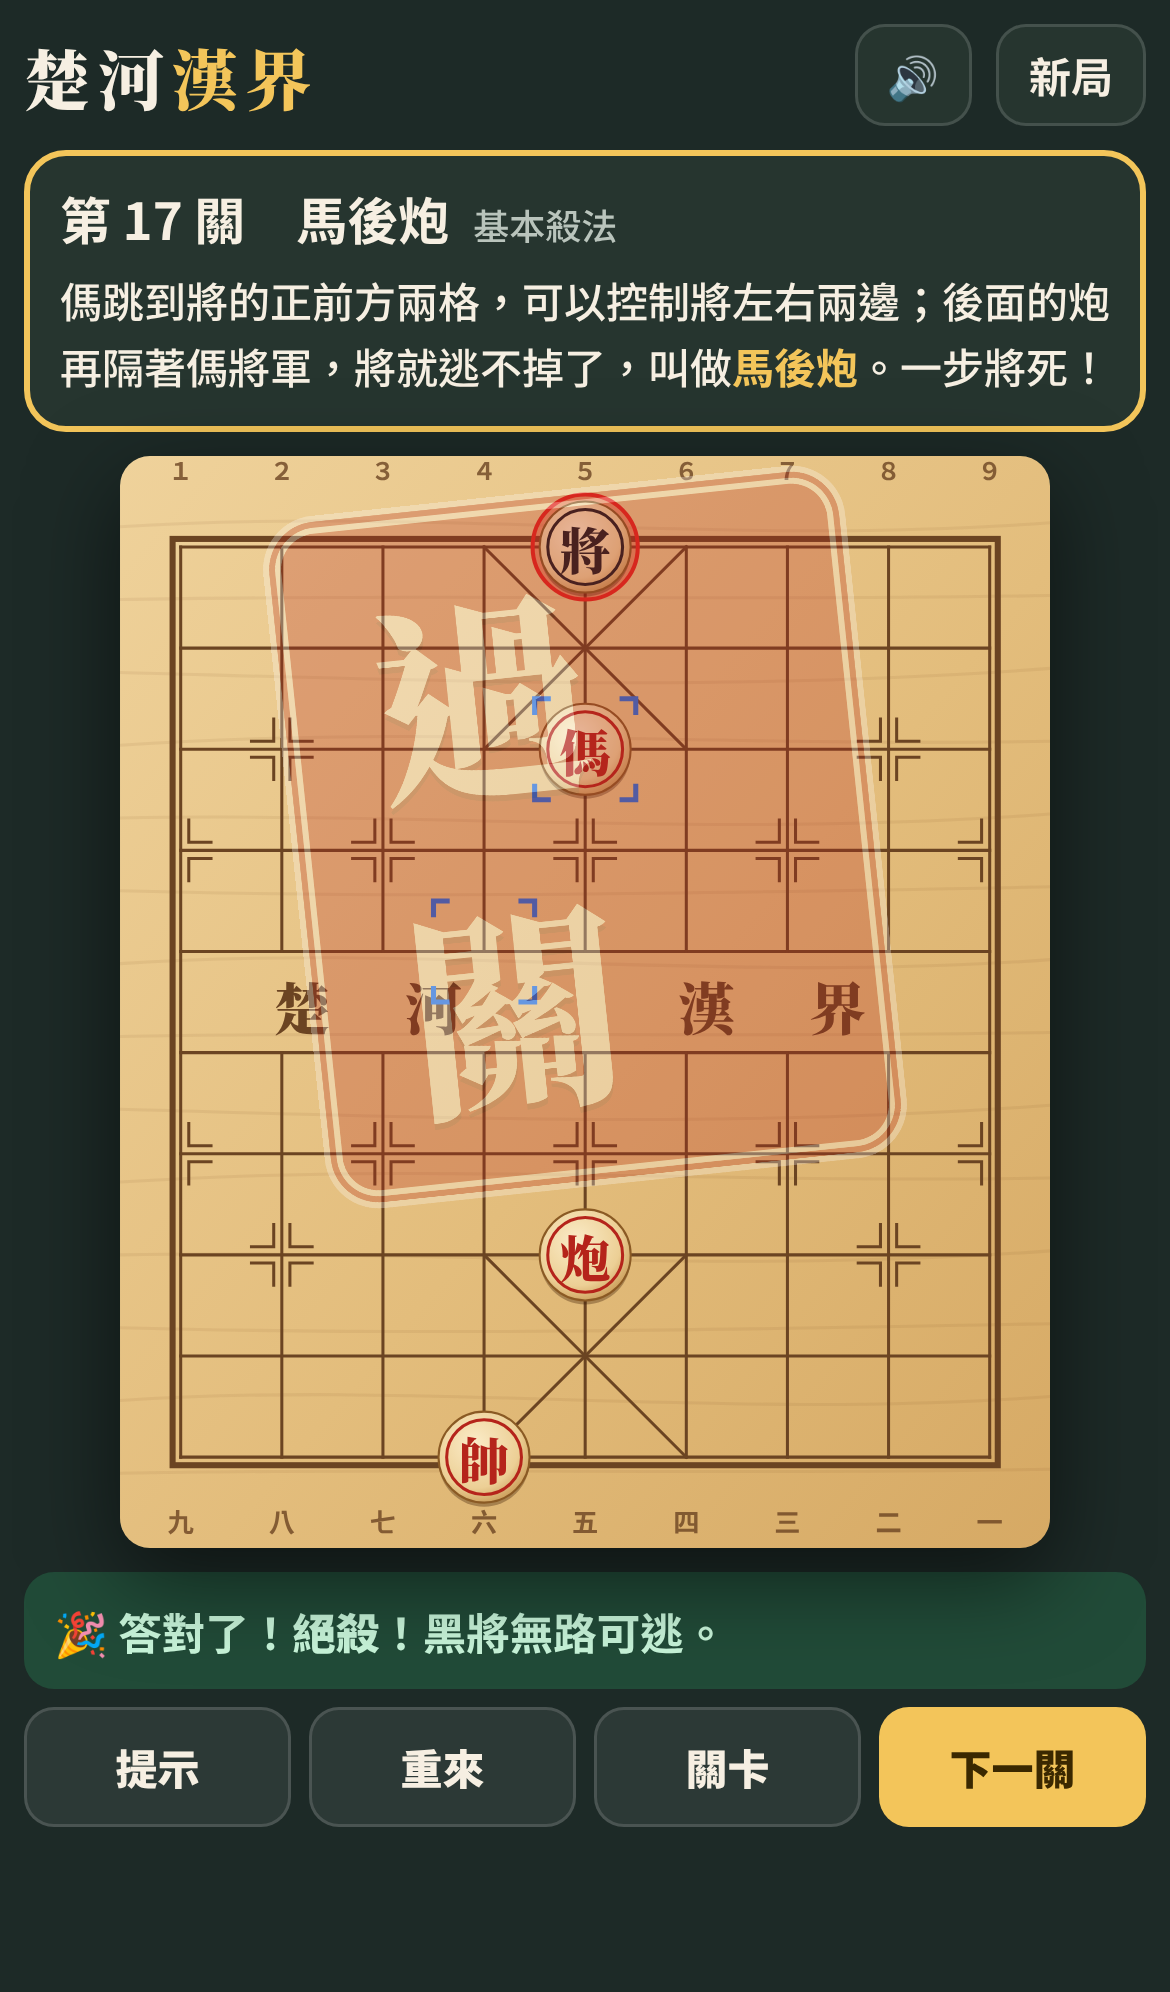 楚河漢界
🔊
新局
第 17 關　馬後炮 基本殺法
傌跳到將的正前方兩格，可以控制將左右兩邊；後面的炮
再隔著傌將軍，將就逃不掉了，叫做馬後炮。一步將死！
1 2 3 4 5 6 7 8 9
將
過
傌
關
楚 河 漢 界
炮
帥
九 八 七 六 五 四 三 二 一
🎉 答對了！絕殺！黑將無路可逃。
提示
重來
關卡
下一關